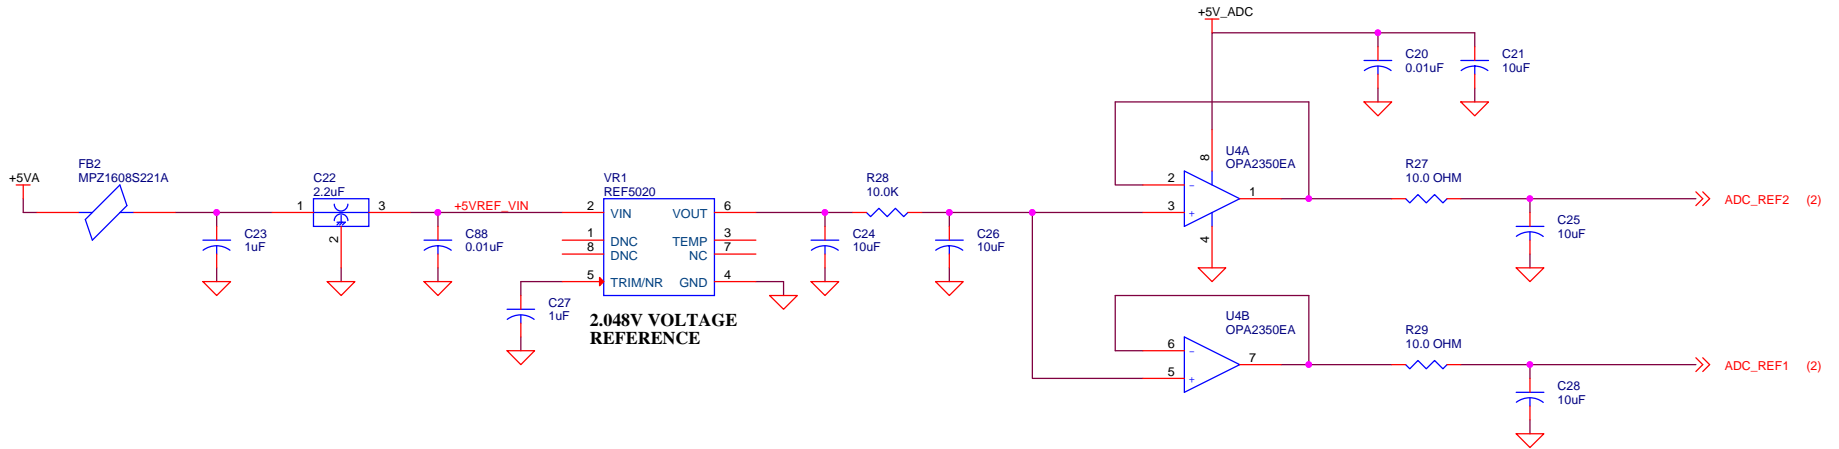 +5V_ADC
C20
0.01uF
C21
10uF
+5VA
FB2
MPZ1608S221A
C22
2.2uF
1
3
2
C23
1uF
+5VREF_VIN
C88
0.01uF
VR1
REF5020
2
VIN
VOUT
6
1
DNC
TEMP
3
8
DNC
NC
7
5
TRIM/NR
GND
4
C27
1uF
2.048V VOLTAGE
REFERENCE
R28
10.0K
C24
10uF
C26
10uF
U4A
OPA2350EA
8
2
-
3
+
1
4
R27
10.0 OHM
C25
10uF
ADC_REF2 (2)
U4B
OPA2350EA
6
-
5
+
7
R29
10.0 OHM
C28
10uF
ADC_REF1 (2)